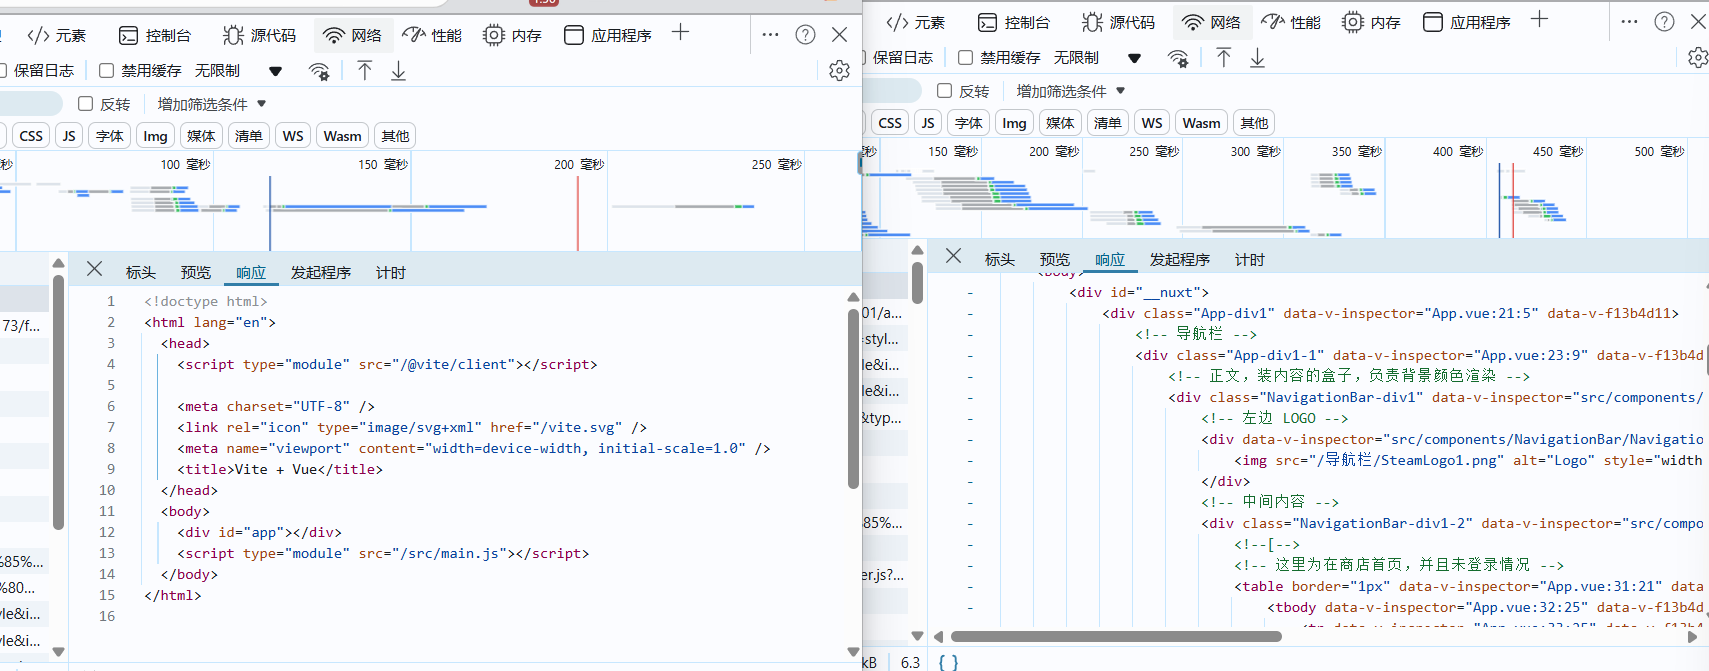 元素 控制台 源代码 网络 性能 内存 应用程序
保留日志 禁用缓存 无限制
反转 增加筛选条件
CSS JS 字体 Img 媒体 清单 WS Wasm 其他
100 毫秒 150 毫秒 200 毫秒 250 毫秒
标头 预览 响应 发起程序 计时
1 <!doctype html>
2 <html lang="en">
3 <head>
4 <script type="module" src="/@vite/client"></script>
5
6 <meta charset="UTF-8" />
7 <link rel="icon" type="image/svg+xml" href="/vite.svg" />
8 <meta name="viewport" content="width=device-width, initial-scale=1.0" />
9 <title>Vite + Vue</title>
10 </head>
11 <body>
12 <div id="app"></div>
13 <script type="module" src="/src/main.js"></script>
14 </body>
15 </html>
16
73/f...
%85%...
%80...
yle&i...
yle&i...
元素 控制台 源代码 网络 性能 内存 应用程序
保留日志 禁用缓存 无限制
反转 增加筛选条件
CSS JS 字体 Img 媒体 清单 WS Wasm 其他
150 毫秒 200 毫秒 250 毫秒 300 毫秒 350 毫秒 400 毫秒 450 毫秒 500 毫秒
标头 预览 响应 发起程序 计时
<body>
- <div id="__nuxt">
- <div class="App-div1" data-v-inspector="App.vue:21:5" data-v-f13b4d11>
- <!-- 导航栏 -->
- <div class="App-div1-1" data-v-inspector="App.vue:23:9" data-v-f13b4d
- <!-- 正文，装内容的盒子，负责背景颜色渲染 -->
- <div class="NavigationBar-div1" data-v-inspector="src/components/
- <!-- 左边 LOGO -->
- <div data-v-inspector="src/components/NavigationBar/Navigatio
- <img src="/导航栏/SteamLogo1.png" alt="Logo" style="width
- </div>
- <!-- 中间内容 -->
- <div class="NavigationBar-div1-2" data-v-inspector="src/compo
- <!--[-->
- <!-- 这里为在商店首页，并且未登录情况 -->
- <table border="1px" data-v-inspector="App.vue:31:21" data
- <tbody data-v-inspector="App.vue:32:25" data-v-f13b4d
01/a...
=styl...
le&i...
le&i...
&typ...
85%...
er.js?...
kB 6.3 { }